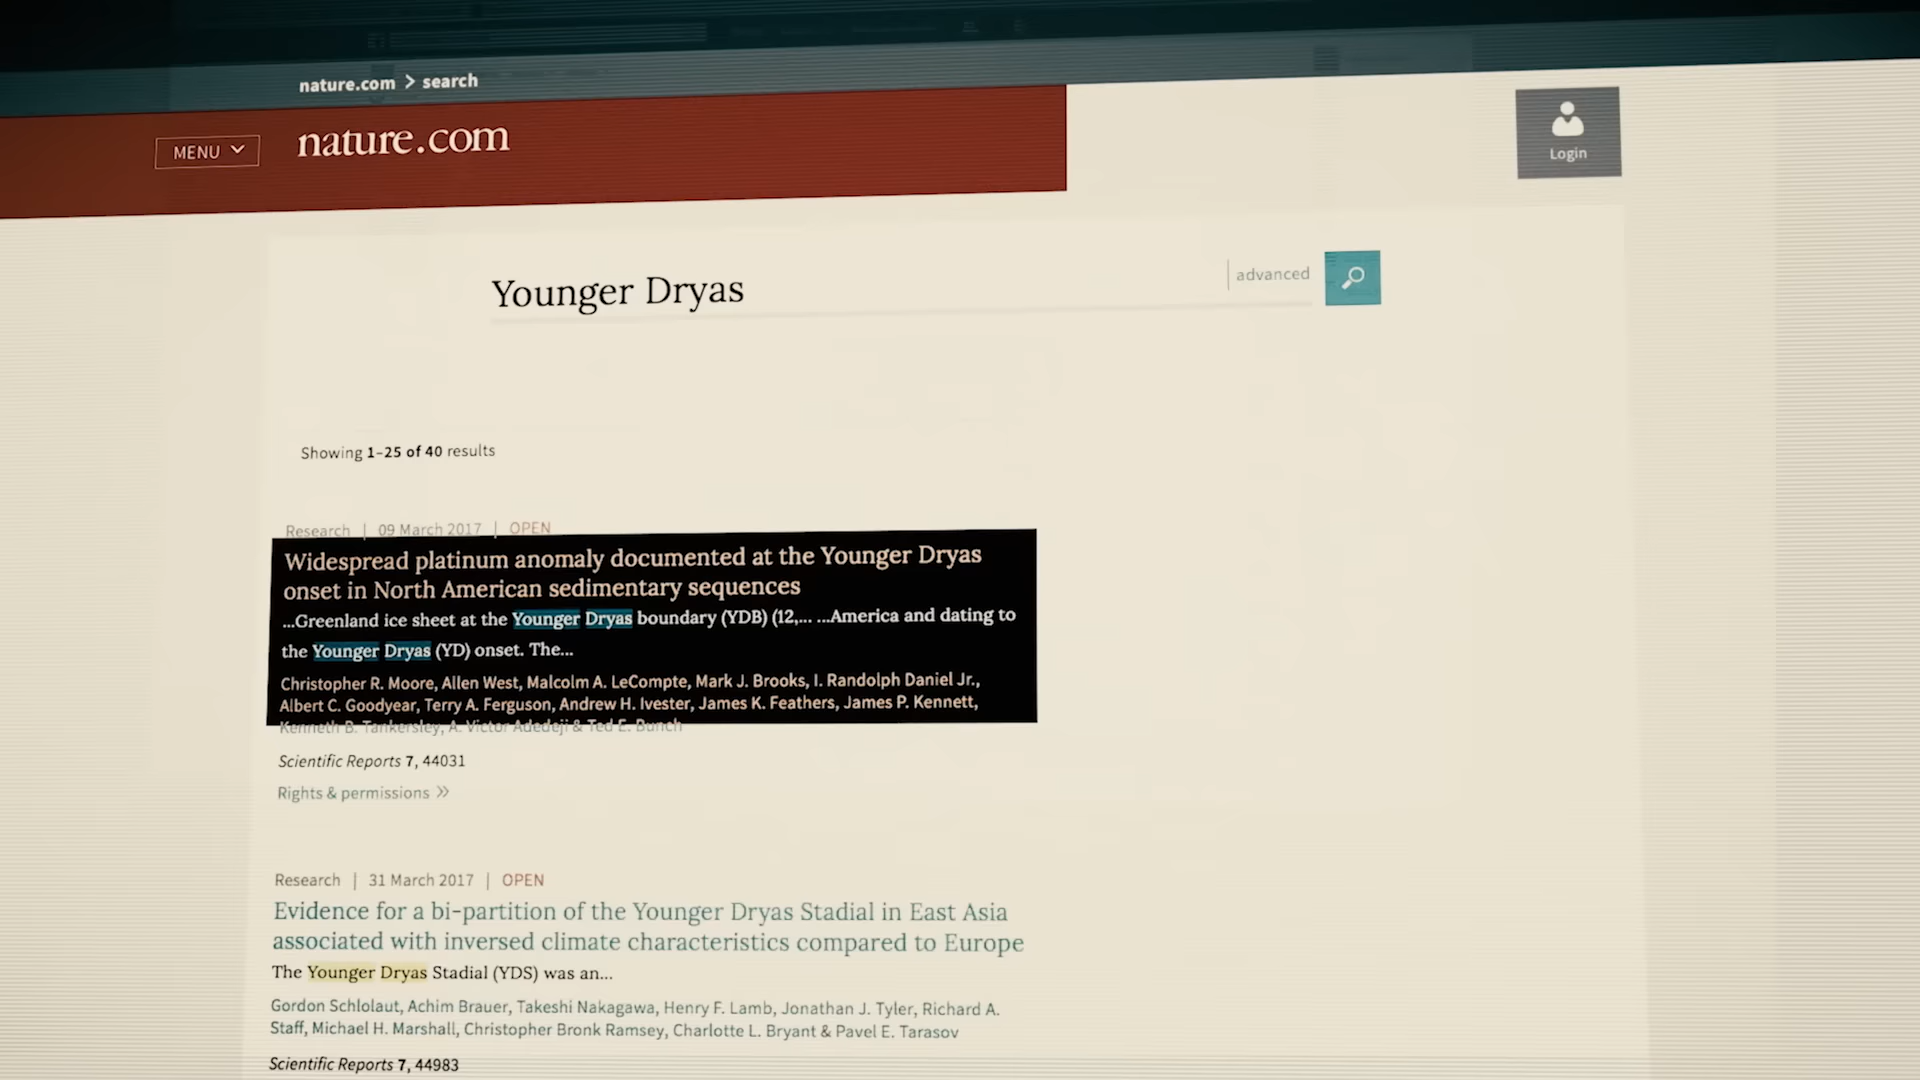 nature.com > search
MENU
nature.com
Login
Younger Dryas
advanced
Showing 1–25 of 40 results
Research | 09 March 2017 | OPEN
Widespread platinum anomaly documented at the Younger Dryas
onset in North American sedimentary sequences
...Greenland ice sheet at the Younger Dryas boundary (YDB) (12,... ...America and dating to
the Younger Dryas (YD) onset. The...
Christopher R. Moore, Allen West, Malcolm A. LeCompte, Mark J. Brooks, I. Randolph Daniel Jr.,
Albert C. Goodyear, Terry A. Ferguson, Andrew H. Ivester, James K. Feathers, James P. Kennett,
Kenneth B. Tankersley, A. Victor Adedeji & Ted E. Bunch
Scientific Reports 7, 44031
Rights & permissions »
Research | 31 March 2017 | OPEN
Evidence for a bi-partition of the Younger Dryas Stadial in East Asia
associated with inversed climate characteristics compared to Europe
The Younger Dryas Stadial (YDS) was an...
Gordon Schlolaut, Achim Brauer, Takeshi Nakagawa, Henry F. Lamb, Jonathan J. Tyler, Richard A.
Staff, Michael H. Marshall, Christopher Bronk Ramsey, Charlotte L. Bryant & Pavel E. Tarasov
Scientific Reports 7, 44983